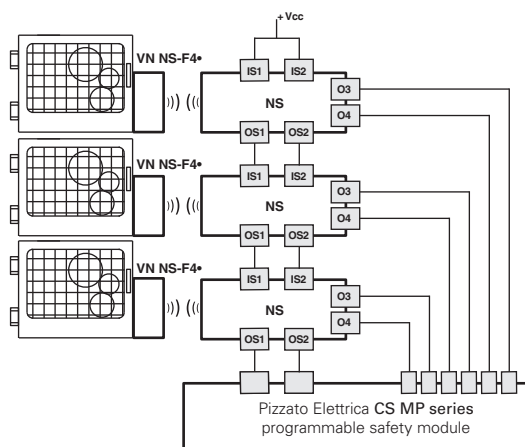 +Vcc
VN NS-F4•
IS1 IS2
O3
NS
O4
OS1 OS2
VN NS-F4•
IS1 IS2
O3
NS
O4
OS1 OS2
VN NS-F4•
IS1 IS2
O3
NS
O4
OS1 OS2
Pizzato Elettrica CS MP series
programmable safety module